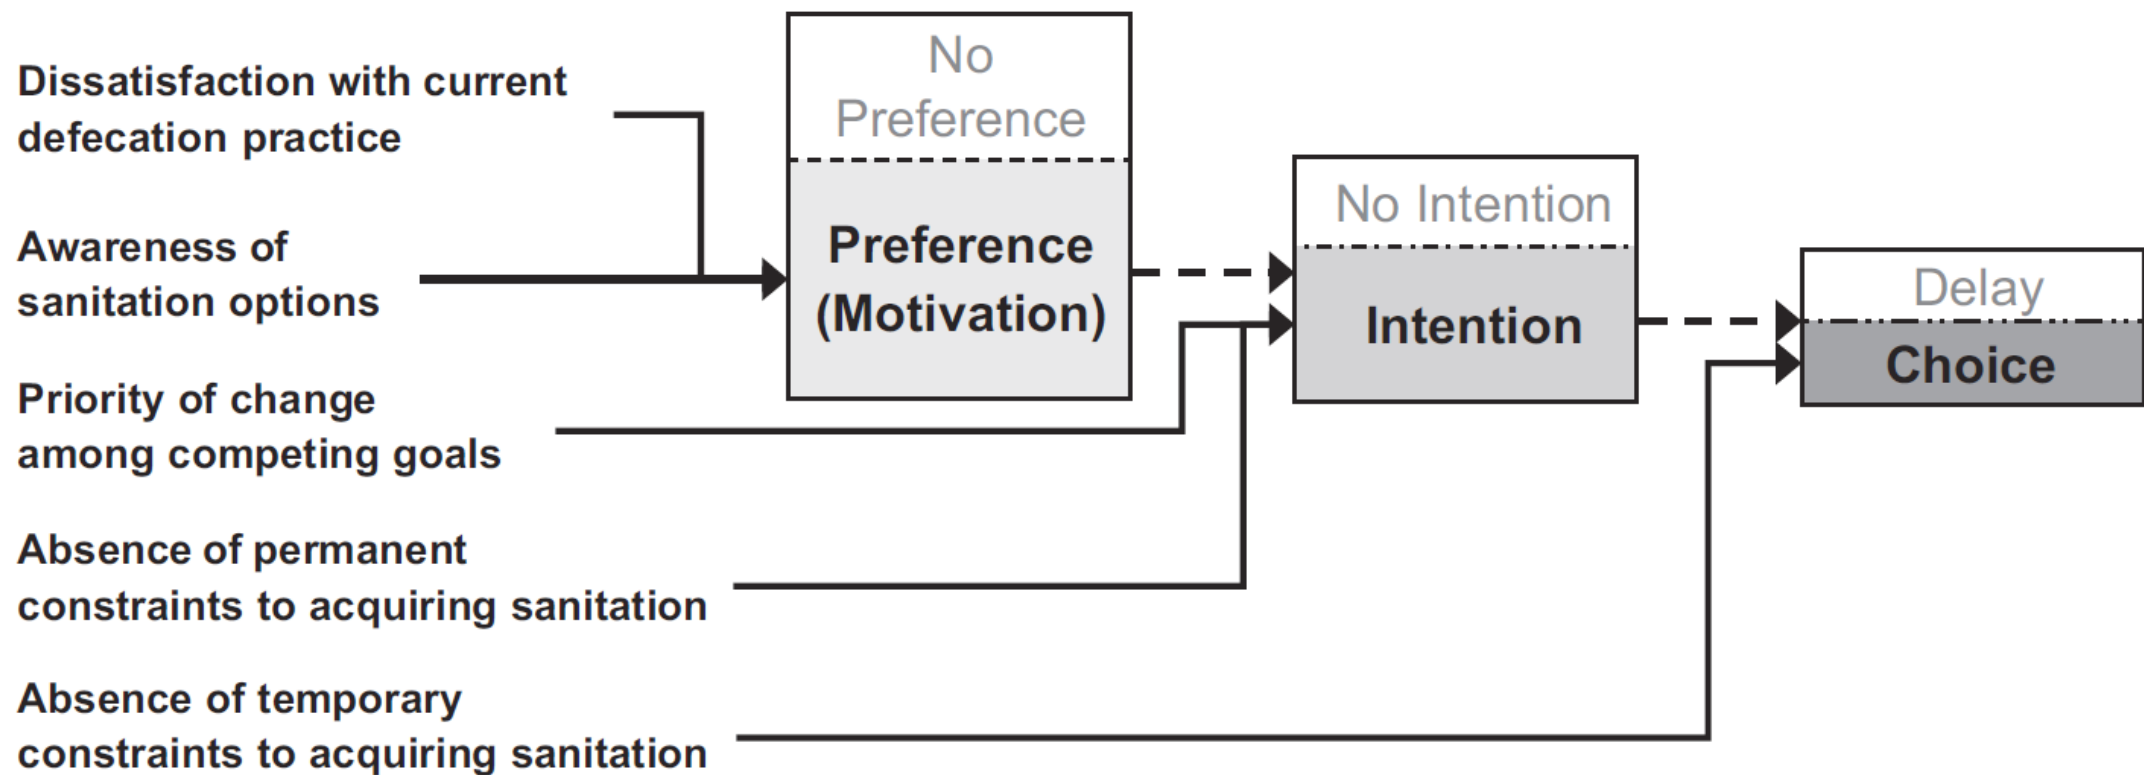 Dissatisfaction with current
defecation practice
Awareness of
sanitation options
Priority of change
among competing goals
Absence of permanent
constraints to acquiring sanitation
Absence of temporary
constraints to acquiring sanitation
No
Preference
Preference
(Motivation)
No Intention
Intention
Delay
Choice